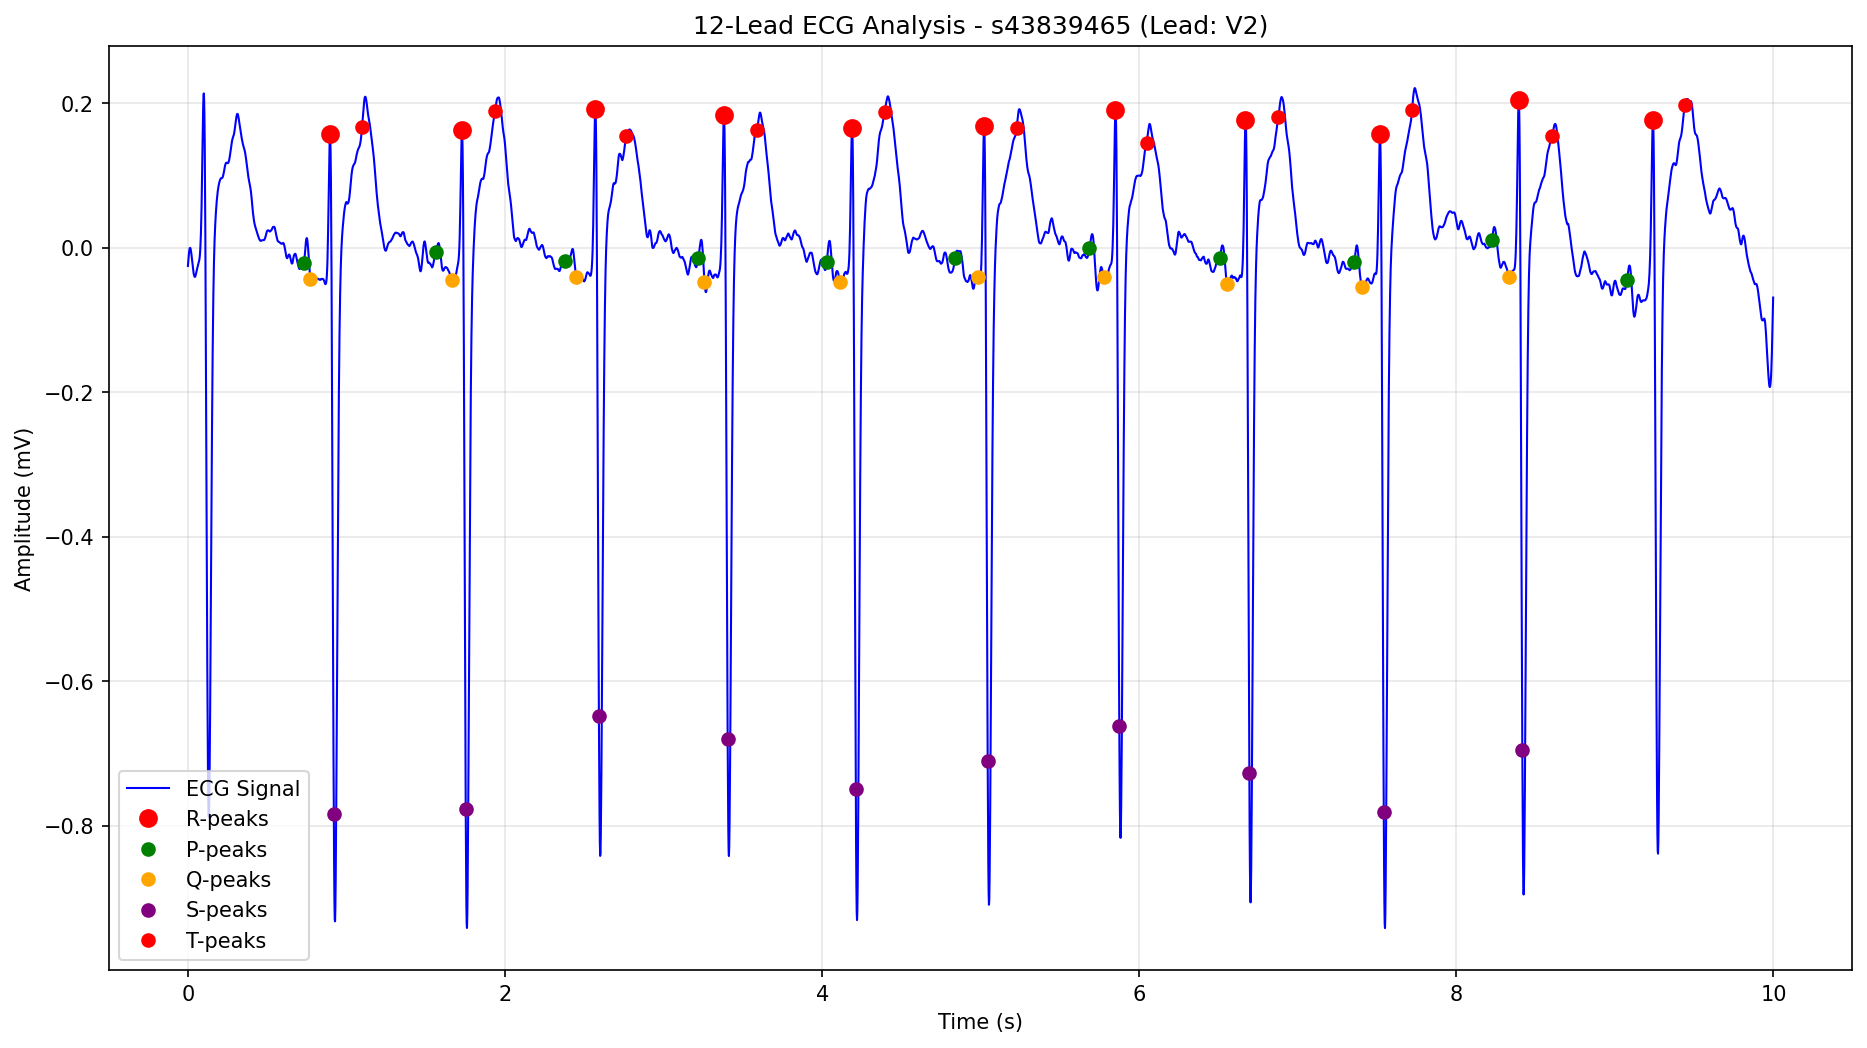 12-Lead ECG Analysis - s43839465 (Lead: V2)
0.2
0.0
−0.2
−0.4
−0.6
−0.8
Amplitude (mV)
ECG Signal
R-peaks
P-peaks
Q-peaks
S-peaks
T-peaks
0 2 4 6 8 10
Time (s)